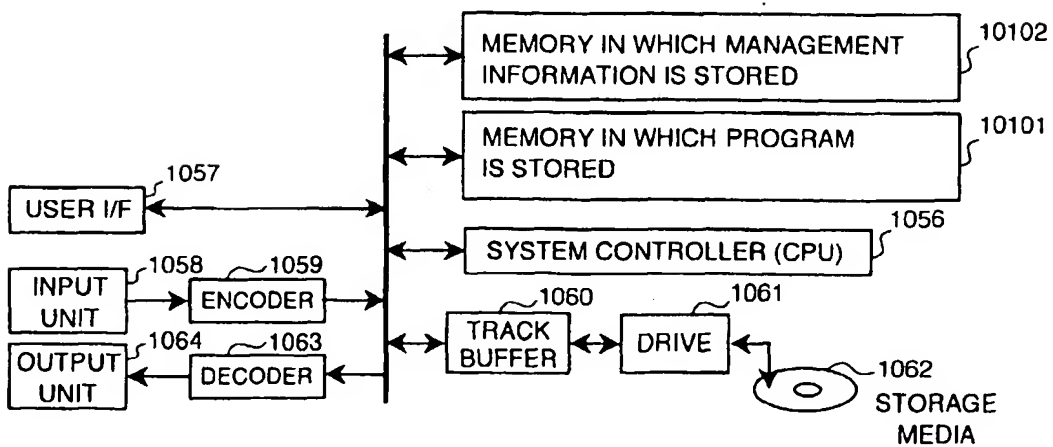 10102
MEMORY IN WHICH MANAGEMENT
INFORMATION IS STORED
10101
MEMORY IN WHICH PROGRAM
IS STORED
1057
USER I/F
1056
SYSTEM CONTROLLER (CPU)
1058
INPUT
UNIT
1059
ENCODER
1060
TRACK
BUFFER
1061
DRIVE
1064
OUTPUT
UNIT
1063
DECODER
1062
STORAGE
MEDIA